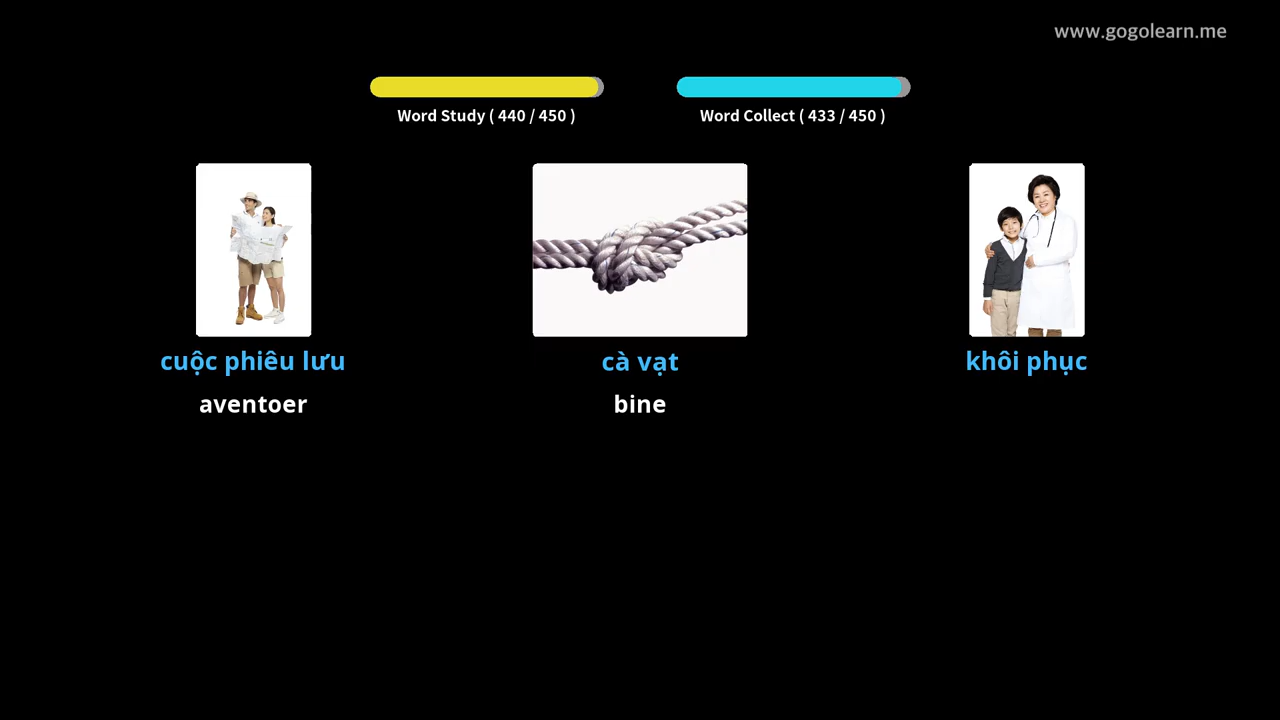 www.gogolearn.me
Word Study ( 440 / 450 )
Word Collect ( 433 / 450 )
cuộc phiêu lưu
cà vạt
khôi phục
aventoer
bine